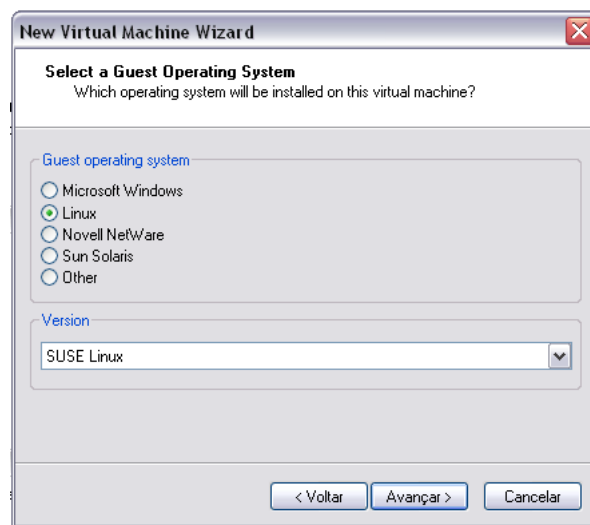 New Virtual Machine Wizard
Select a Guest Operating System
Which operating system will be installed on this virtual machine?
Guest operating system
Microsoft Windows
Linux
Novell NetWare
Sun Solaris
Other
Version
SUSE Linux
< Voltar
Avançar >
Cancelar